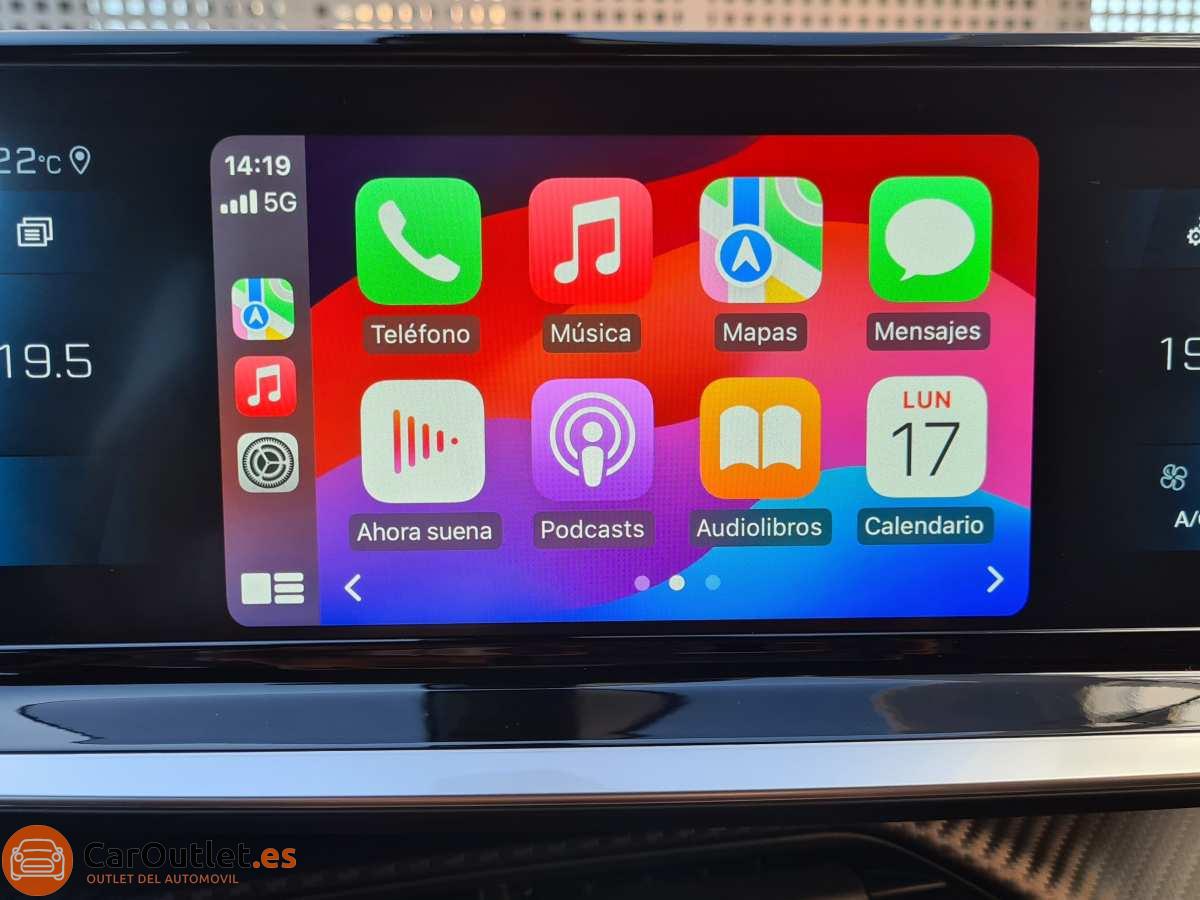 22°C
14:19
5G
19.5
Teléfono
Música
Mapas
Mensajes
LUN
17
Ahora suena
Podcasts
Audiolibros
Calendario
CarOutlet.es
OUTLET DEL AUTOMOVIL